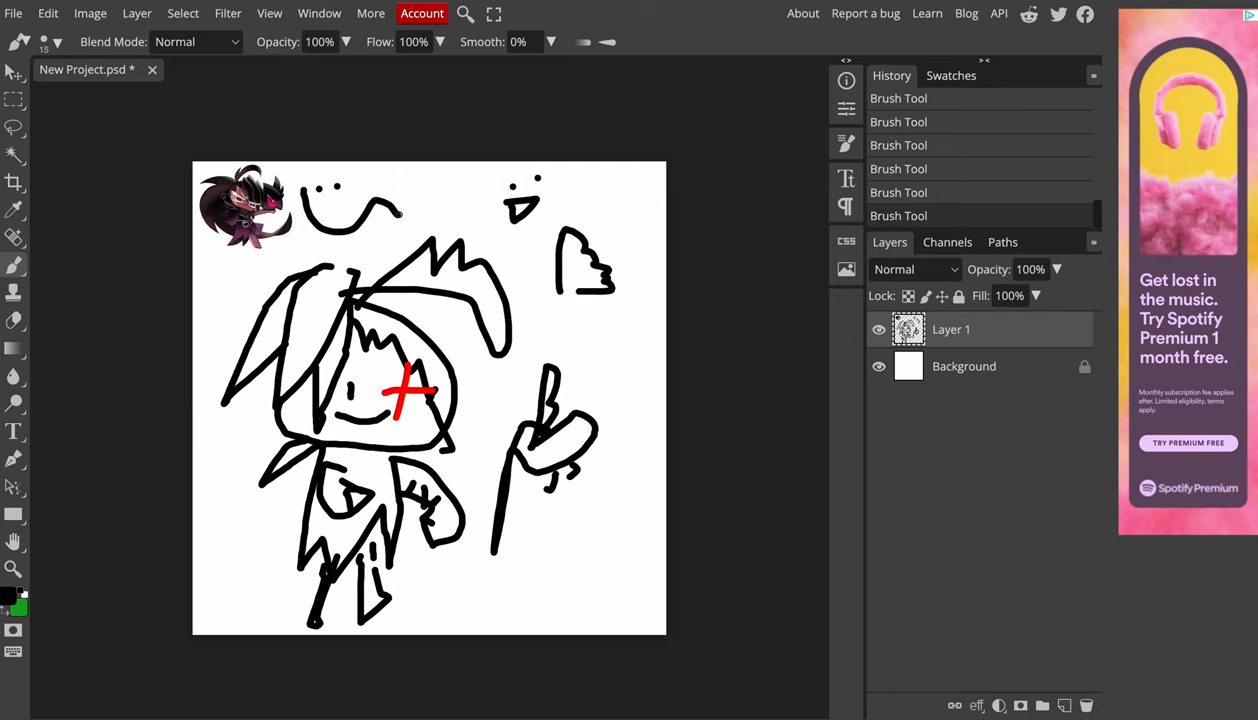 File Edit Image Layer Select Filter View Window More Account About Report a bug Learn Blog API
15 Blend Mode: Normal Opacity: 100% Flow: 100% Smooth: 0%
New Project.psd *
< > > <
History Swatches
Brush Tool
Brush Tool
Brush Tool
Brush Tool
Brush Tool
Brush Tool
Layers Channels Paths
Normal Opacity: 100%
Lock: Fill: 100%
Layer 1
Background
CSS
eff
Get lost in
the music.
Try Spotify
Premium 1
month free.
Monthly subscription fee applies
after. Limited eligibility, terms
apply.
TRY PREMIUM FREE
Spotify Premium